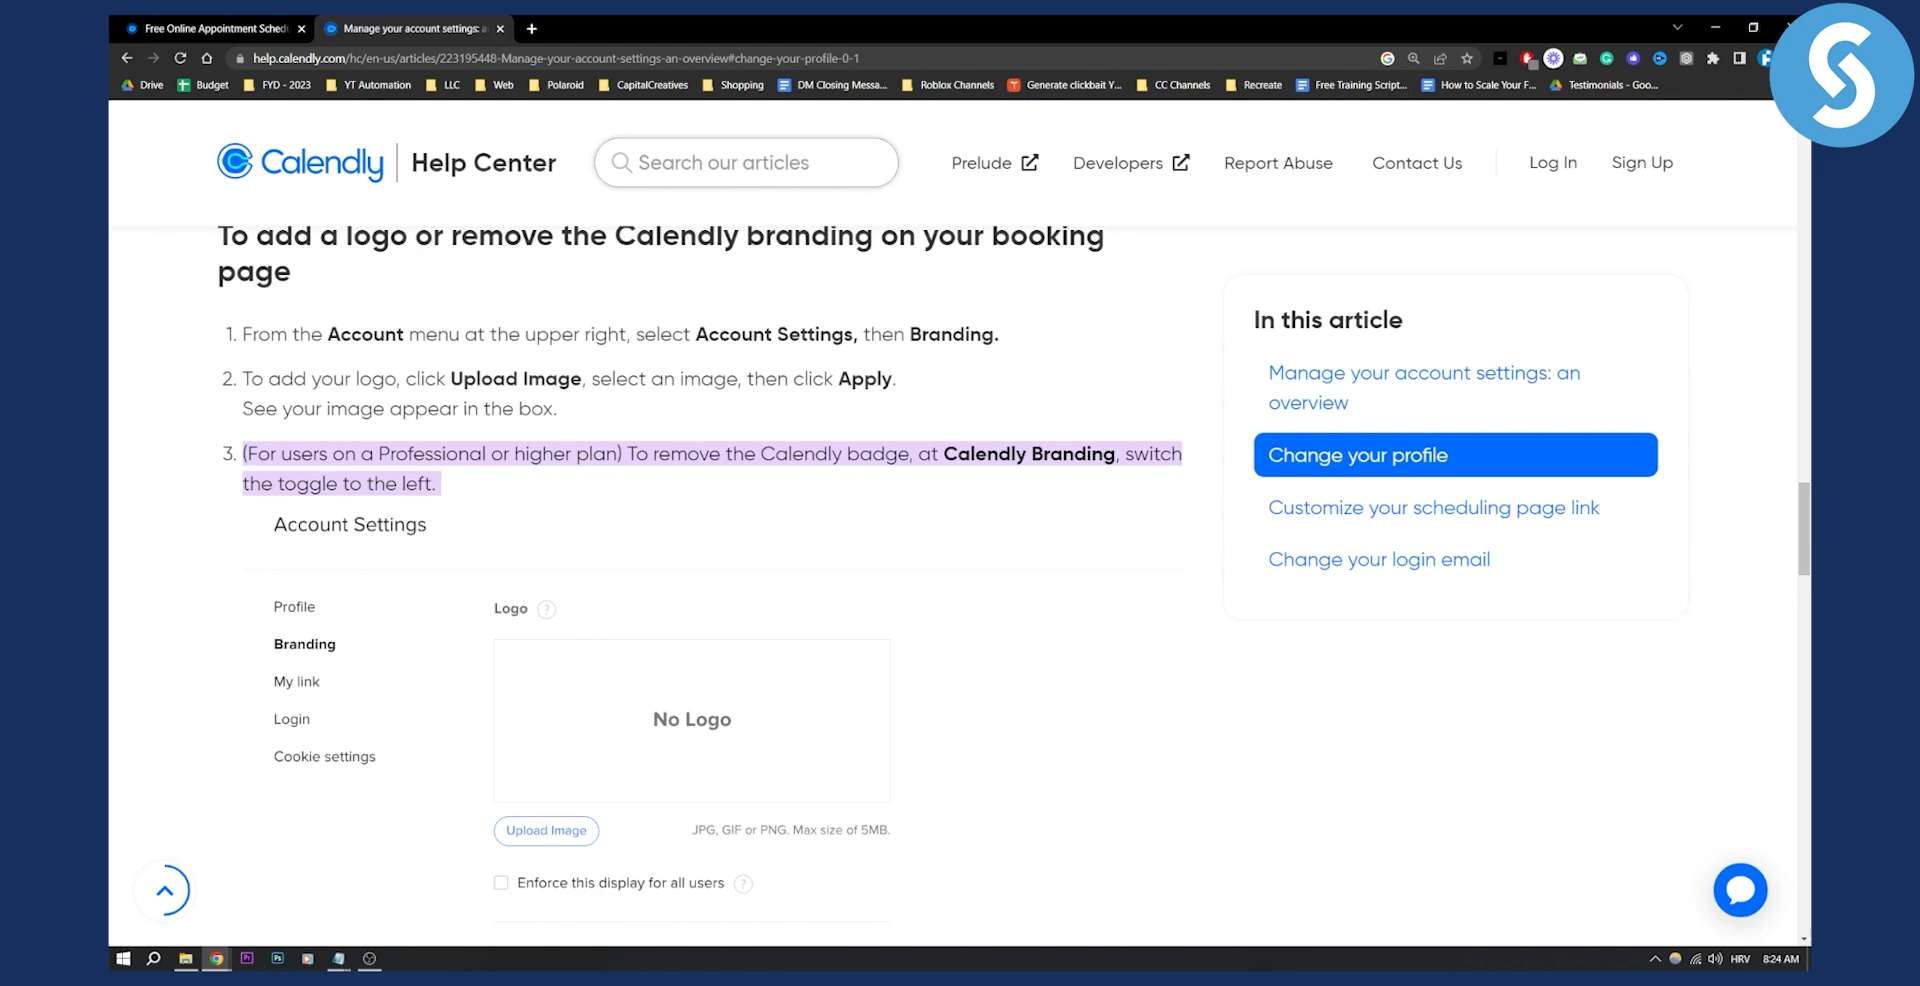 Free Online Appointment Schedu
Manage your account settings: a
help.calendly.com/hc/en-us/articles/223195448-Manage-your-account-settings-an-overview#change-your-profile-0-1
Drive
Budget
FYD - 2023
YT Automation
LLC
Web
Polaroid
CapitalCreatives
Shopping
DM Closing Messa...
Roblox Channels
Generate clickbait Y...
CC Channels
Recreate
Free Training Script...
How to Scale Your F...
Testimonials - Goo...
S
Calendly
Help Center
Search our articles
Prelude
Developers
Report Abuse
Contact Us
Log In
Sign Up
To add a logo or remove the Calendly branding on your booking
page
1. From the Account menu at the upper right, select Account Settings, then Branding.
2. To add your logo, click Upload Image, select an image, then click Apply.
See your image appear in the box.
3. (For users on a Professional or higher plan) To remove the Calendly badge, at Calendly Branding, switch
the toggle to the left.
Account Settings
Profile
Branding
My link
Login
Cookie settings
Logo ?
No Logo
Upload Image
JPG, GIF or PNG. Max size of 5MB.
Enforce this display for all users ?
In this article
Manage your account settings: an
overview
Change your profile
Customize your scheduling page link
Change your login email
Pr
Ps
HRV
8:24 AM